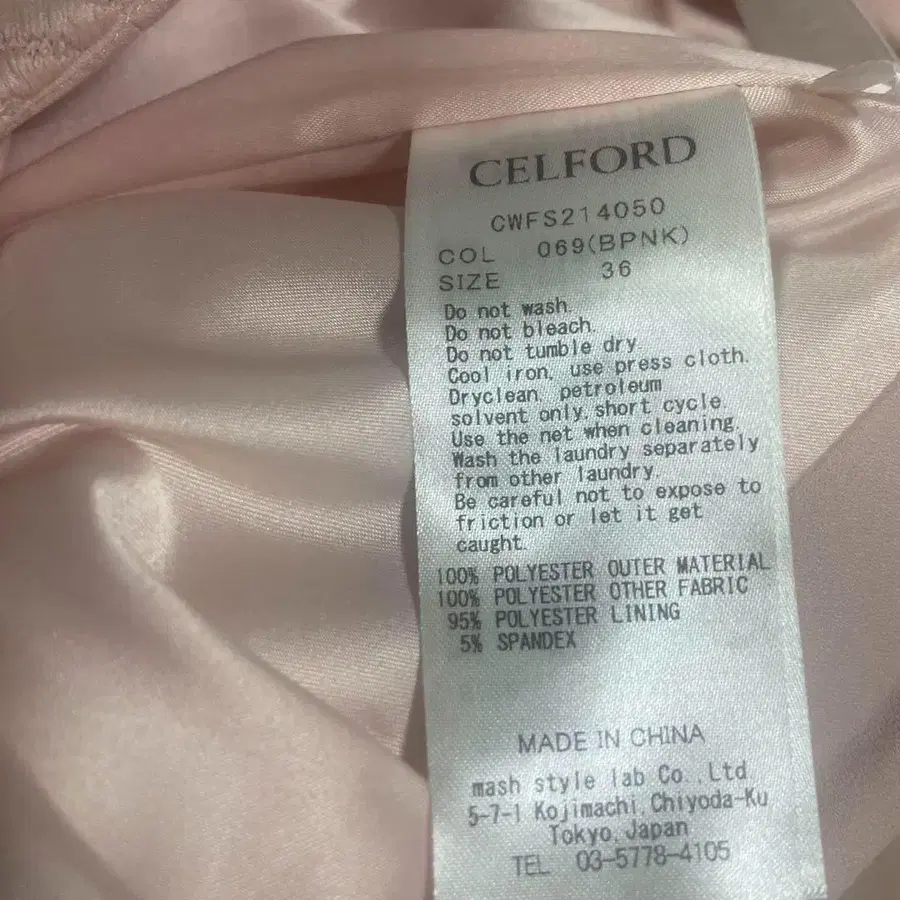 CELFORD
CWFS214050
COL 069(BPNK)
SIZE 36
Do not wash.
Do not bleach.
Do not tumble dry.
Cool iron, use press cloth.
Dryclean, petroleum
solvent only, short cycle.
Use the net when cleaning.
Wash the laundry separately
from other laundry.
Be careful not to expose to
friction or let it get
caught.
100% POLYESTER OUTER MATERIAL
100% POLYESTER OTHER FABRIC
95% POLYESTER LINING
5% SPANDEX
MADE IN CHINA
mash style lab Co., Ltd
5-7-1 Kojimachi, Chiyoda-Ku
Tokyo, Japan
TEL 03-5778-4105